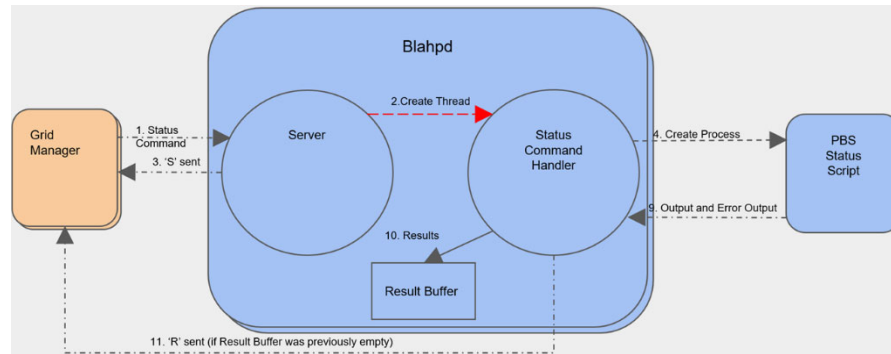 Blahpd
2.Create Thread
Grid
Manager
1. Status
Command
Server
Status
Command
Handler
4. Create Process
PBS
Status
Script
3. 'S' sent
9. Output and Error Output
10. Results
Result Buffer
11. 'R' sent (if Result Buffer was previously empty)